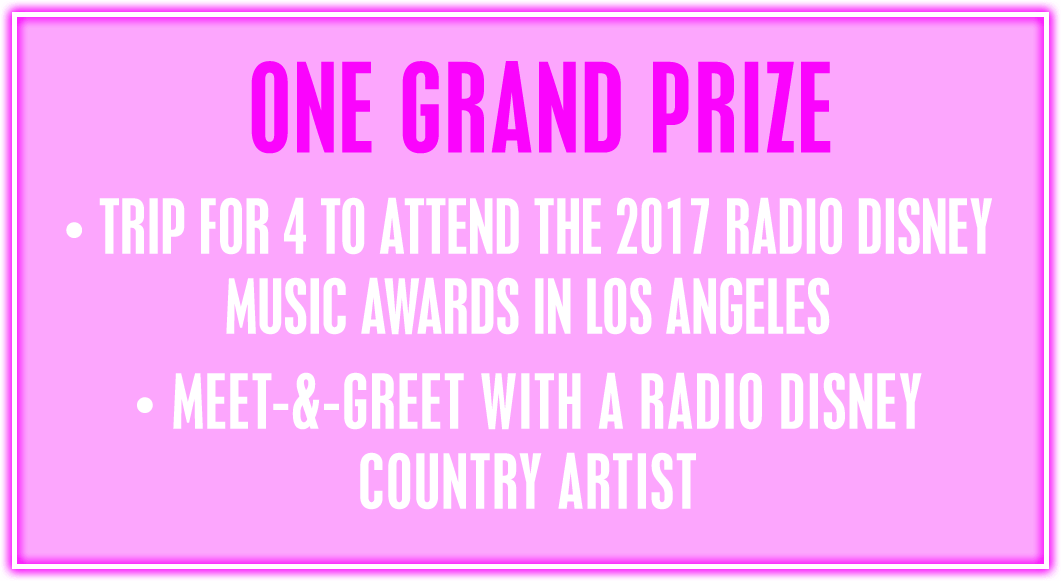 ONE GRAND PRIZE
• TRIP FOR 4 TO ATTEND THE 2017 RADIO DISNEY
MUSIC AWARDS IN LOS ANGELES
• MEET-&-GREET WITH A RADIO DISNEY
COUNTRY ARTIST